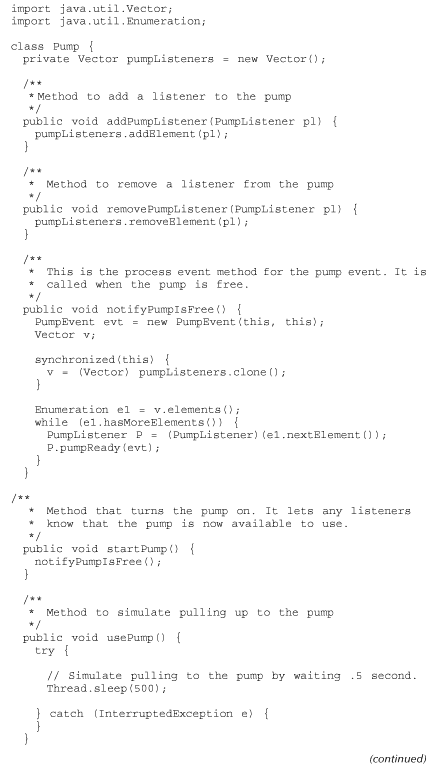 import java.util.Vector;
import java.util.Enumeration;

class Pump {
  private Vector pumpListeners = new Vector();

  /**
   *Method to add a listener to the pump
   */
  public void addPumpListener(PumpListener pl) {
    pumpListeners.addElement(pl);
  }

  /**
   * Method to remove a listener from the pump
   */
  public void removePumpListener(PumpListener pl) {
    pumpListeners.removeElement(pl);
  }

  /**
   * This is the process event method for the pump event. It is
   * called when the pump is free.
   */
  public void notifyPumpIsFree() {
    PumpEvent evt = new PumpEvent(this, this);
    Vector v;

    synchronized(this) {
      v = (Vector) pumpListeners.clone();
    }

    Enumeration e1 = v.elements();
    while (e1.hasMoreElements()) {
      PumpListener P = (PumpListener)(e1.nextElement());
      P.pumpReady(evt);
    }
  }

/**
   * Method that turns the pump on. It lets any listeners
   * know that the pump is now available to use.
   */
  public void startPump() {
    notifyPumpIsFree();
  }

  /**
   * Method to simulate pulling up to the pump
   */
  public void usePump() {
    try {

      // Simulate pulling to the pump by waiting .5 second.
      Thread.sleep(500);

    } catch (InterruptedException e) {
    }
  }

(continued)